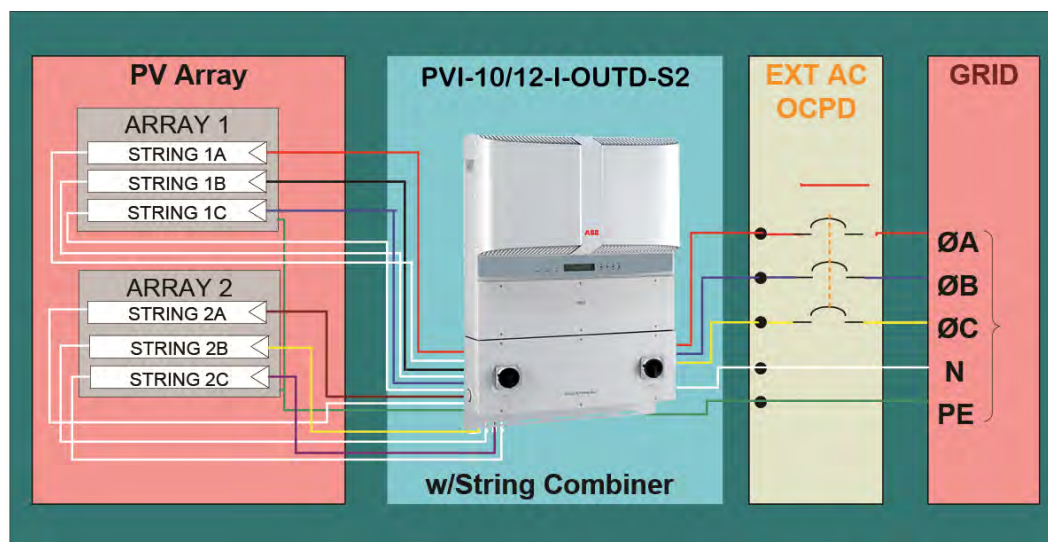 PV Array
ARRAY 1
STRING 1A
STRING 1B
STRING 1C
ARRAY 2
STRING 2A
STRING 2B
STRING 2C
PVI-10/12-I-OUTD-S2
ABB
w/String Combiner
EXT AC
OCPD
GRID
ØA
ØB
ØC
N
PE